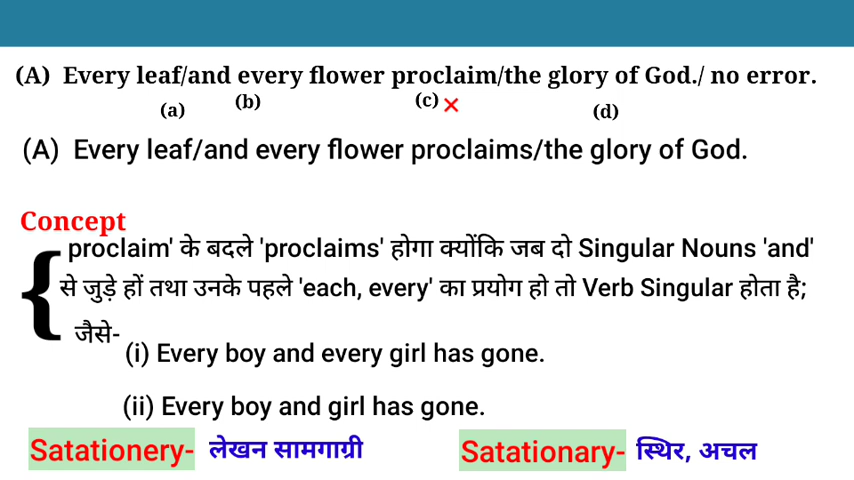 (A) Every leaf/and every flower proclaim/the glory of God./ no error.
(a) (b) (c) × (d)
(A) Every leaf/and every flower proclaims/the glory of God.
Concept
proclaim' के बदले 'proclaims' होगा क्योंकि जब दो Singular Nouns 'and'
से जुड़े हों तथा उनके पहले 'each, every' का प्रयोग हो तो Verb Singular होता है;
जैसे-
(i) Every boy and every girl has gone.
(ii) Every boy and girl has gone.
Satationery- लेखन सामगाग्री Satationary- स्थिर, अचल